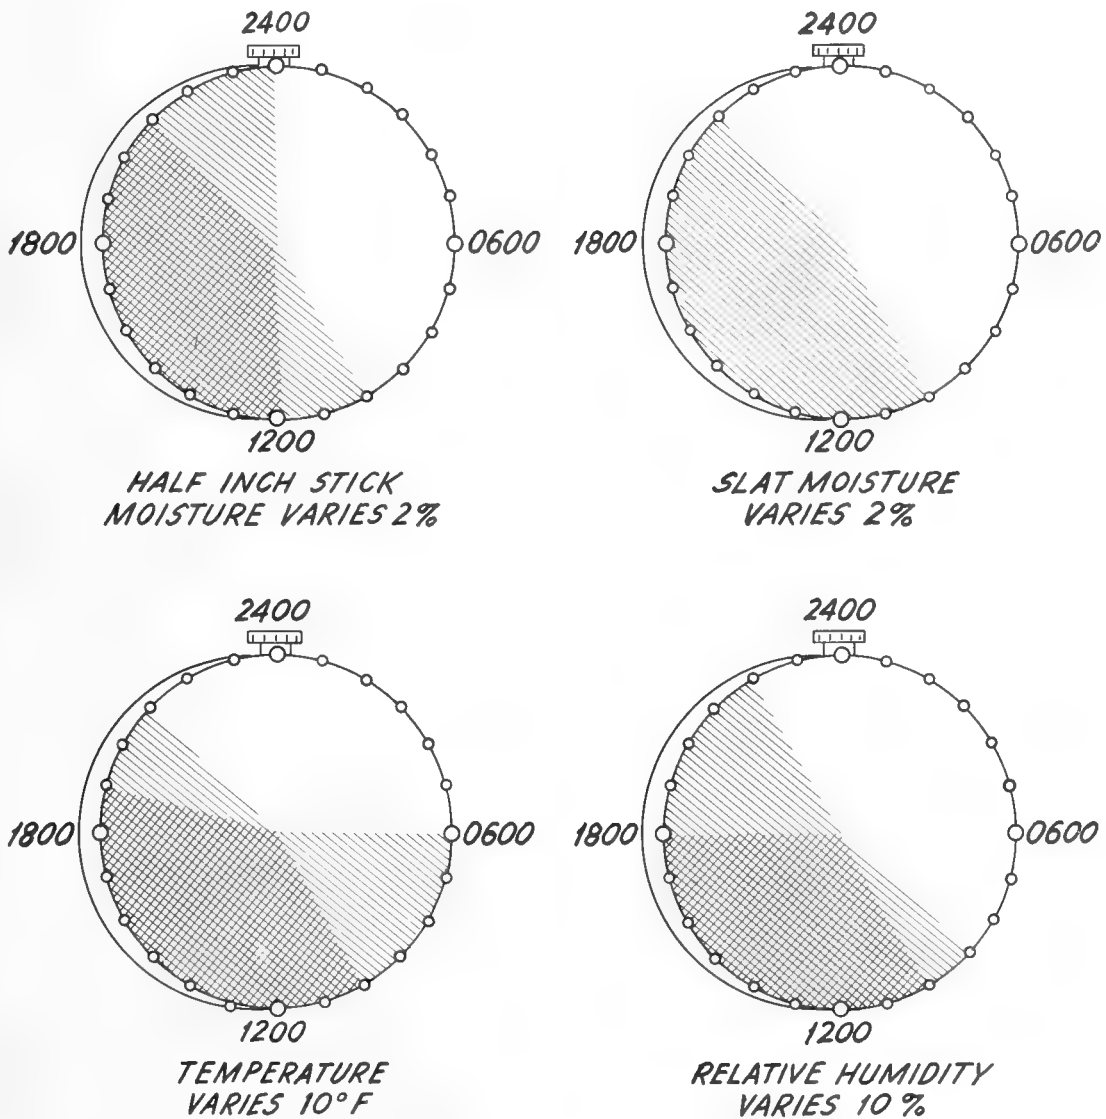 2400
1800
0600
1200
HALF INCH STICK
MOISTURE VARIES 2%
2400
1800
0600
1200
SLAT MOISTURE
VARIES 2%
2400
1800
0600
1200
TEMPERATURE
VARIES 10°F
2400
1800
0600
1200
RELATIVE HUMIDITY
VARIES 10%